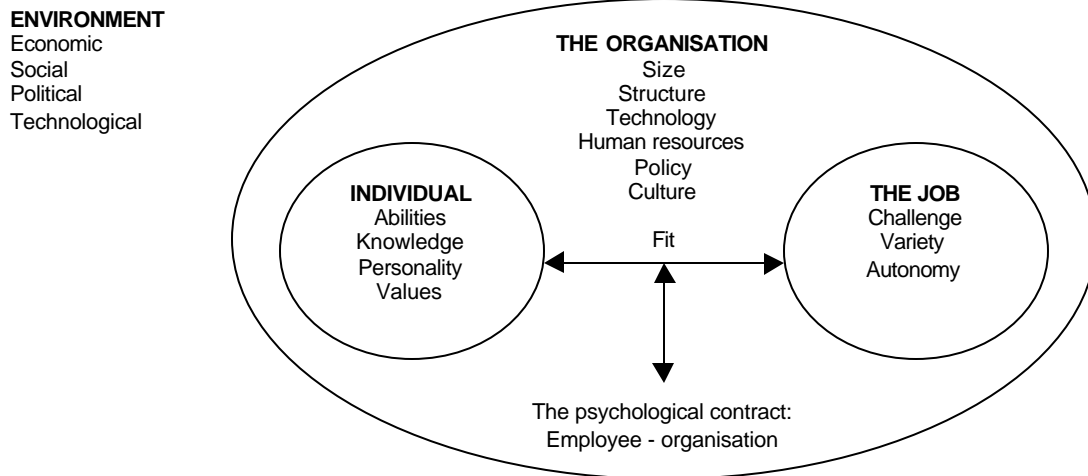 ENVIRONMENT
Economic
Social
Political
Technological
THE ORGANISATION
Size
Structure
Technology
Human resources
Policy
Culture
INDIVIDUAL
Abilities
Knowledge
Personality
Values
Fit
THE JOB
Challenge
Variety
Autonomy
The psychological contract:
Employee - organisation